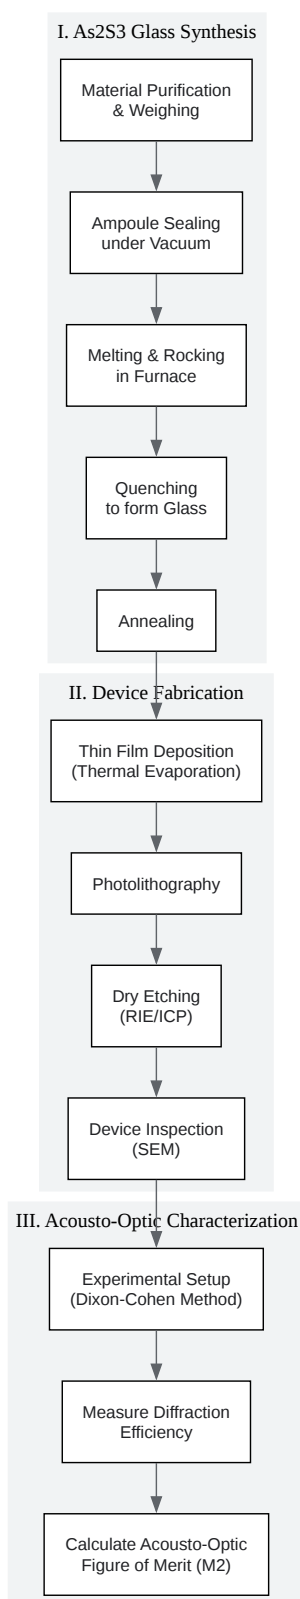 I. As2S3 Glass Synthesis
Material Purification
& Weighing
Ampoule Sealing
under Vacuum
Melting & Rocking
in Furnace
Quenching
to form Glass
Annealing
II. Device Fabrication
Thin Film Deposition
(Thermal Evaporation)
Photolithography
Dry Etching
(RIE/ICP)
Device Inspection
(SEM)
III. Acousto-Optic Characterization
Experimental Setup
(Dixon-Cohen Method)
Measure Diffraction
Efficiency
Calculate Acousto-Optic
Figure of Merit (M2)